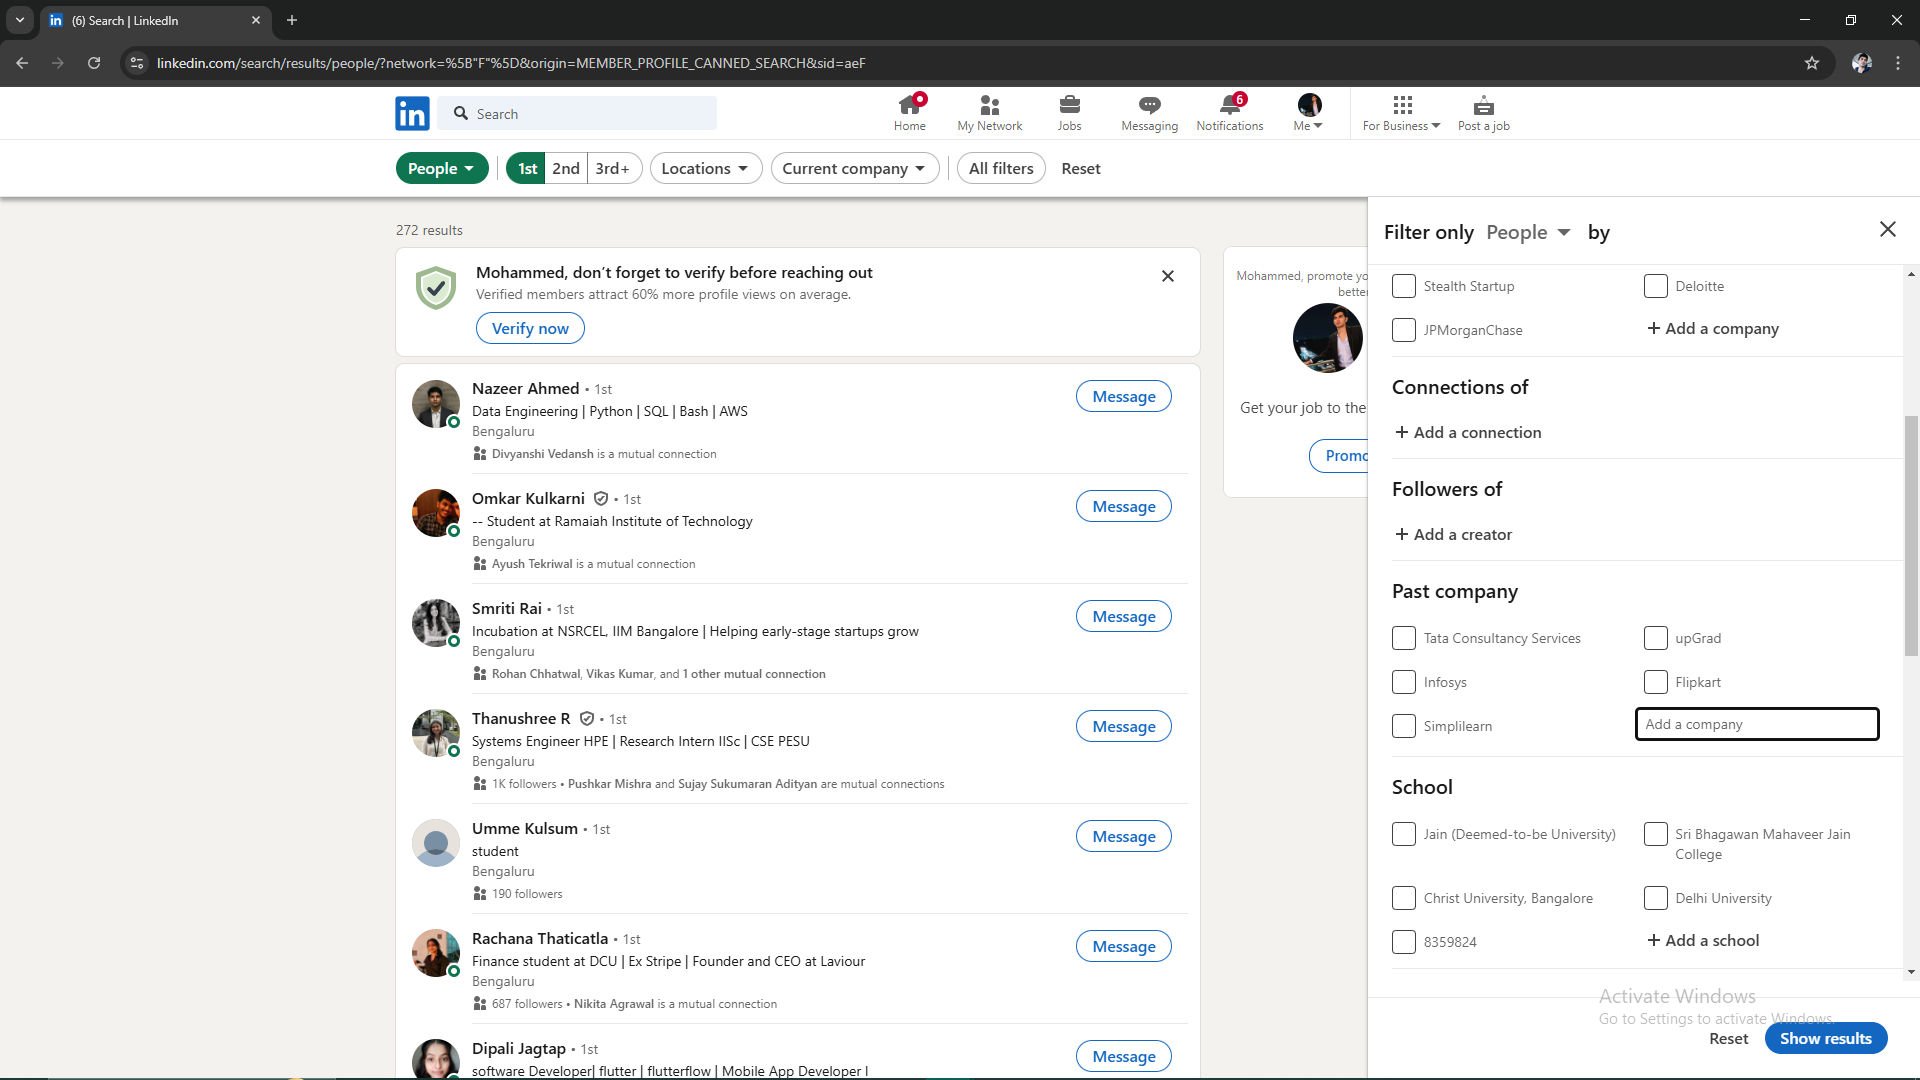 (6) Search | LinkedIn
linkedin.com/search/results/people/?network=%5B"F"%5D&origin=MEMBER_PROFILE_CANNED_SEARCH&sid=aeF
in
Search
Home
My Network
Jobs
Messaging
6
Notifications
Me
For Business
Post a job
People
1st
2nd
3rd+
Locations
Current company
All filters
Reset
272 results
Mohammed, don't forget to verify before reaching out
Verified members attract 60% more profile views on average.
Verify now
Nazeer Ahmed • 1st
Data Engineering | Python | SQL | Bash | AWS
Bengaluru
Divyanshi Vedansh is a mutual connection
Message
Omkar Kulkarni • 1st
-- Student at Ramaiah Institute of Technology
Bengaluru
Ayush Tekriwal is a mutual connection
Message
Smriti Rai • 1st
Incubation at NSRCEL, IIM Bangalore | Helping early-stage startups grow
Bengaluru
Rohan Chhatwal, Vikas Kumar, and 1 other mutual connection
Message
Thanushree R • 1st
Systems Engineer HPE | Research Intern IISc | CSE PESU
Bengaluru
1K followers • Pushkar Mishra and Sujay Sukumaran Adityan are mutual connections
Message
Umme Kulsum • 1st
student
Bengaluru
190 followers
Message
Rachana Thaticatla • 1st
Finance student at DCU | Ex Stripe | Founder and CEO at Laviour
Bengaluru
687 followers • Nikita Agrawal is a mutual connection
Message
Dipali Jagtap • 1st
software Developer| flutter | flutterflow | Mobile App Developer |
Message
Mohammed, promote yo
better
Get your job to the
Promo
Filter only People by
Stealth Startup
Deloitte
JPMorganChase
+ Add a company
Connections of
+ Add a connection
Followers of
+ Add a creator
Past company
Tata Consultancy Services
upGrad
Infosys
Flipkart
Simplilearn
Add a company
School
Jain (Deemed-to-be University)
Sri Bhagawan Mahaveer Jain
College
Christ University, Bangalore
Delhi University
8359824
+ Add a school
Activate Windows
Go to Settings to activate Windows.
Reset
Show results